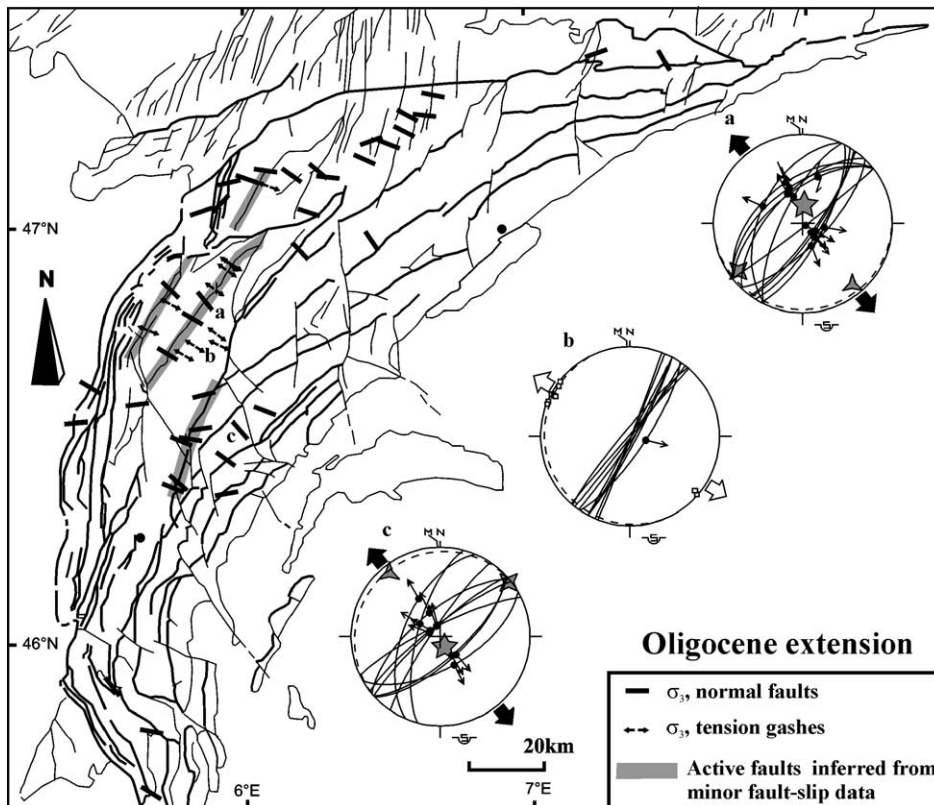 a
M N
47°N
N
a
b
b
M N
S
c
S
c
M N
46°N
S
6°E
7°E
20km
Oligocene extension
σ3, normal faults
σ3, tension gashes
Active faults inferred from
minor fault-slip data